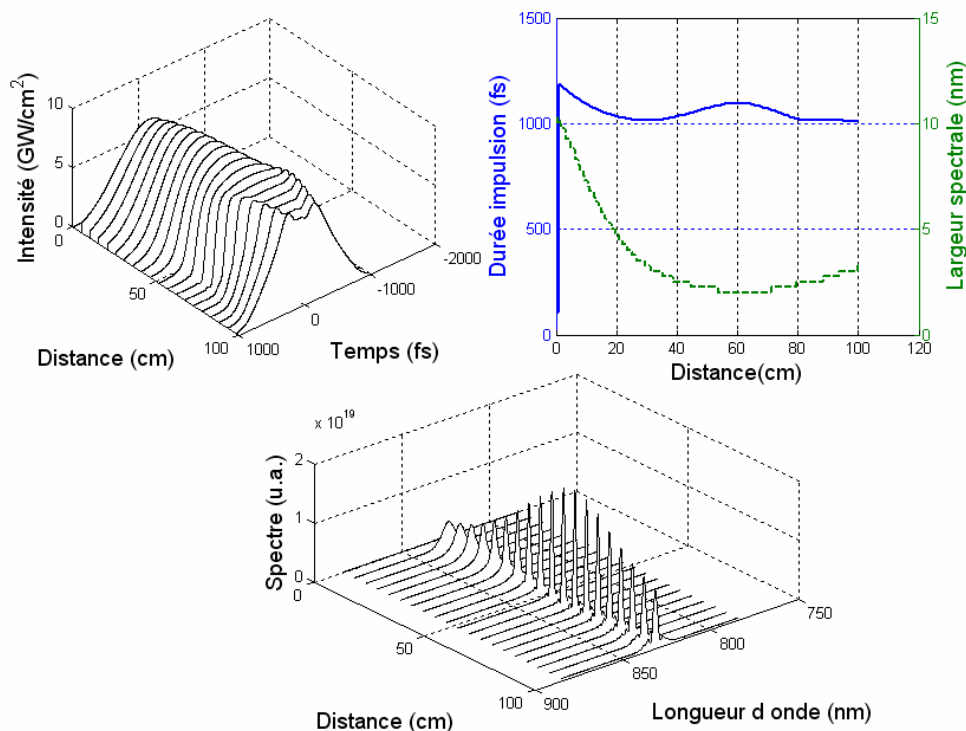 Intensité (GW/cm²)
10
5
0
0
50
100
Distance (cm)
1000
0
-1000
-2000
Temps (fs)
Durée impulsion (fs)
1500
1000
500
0
Largeur spectrale (nm)
15
10
5
0
0 20 40 60 80 100 120
Distance(cm)
x 10¹⁹
Spectre (u.a.)
2
1
0
0
50
100
Distance (cm)
900
850
800
750
Longueur d onde (nm)